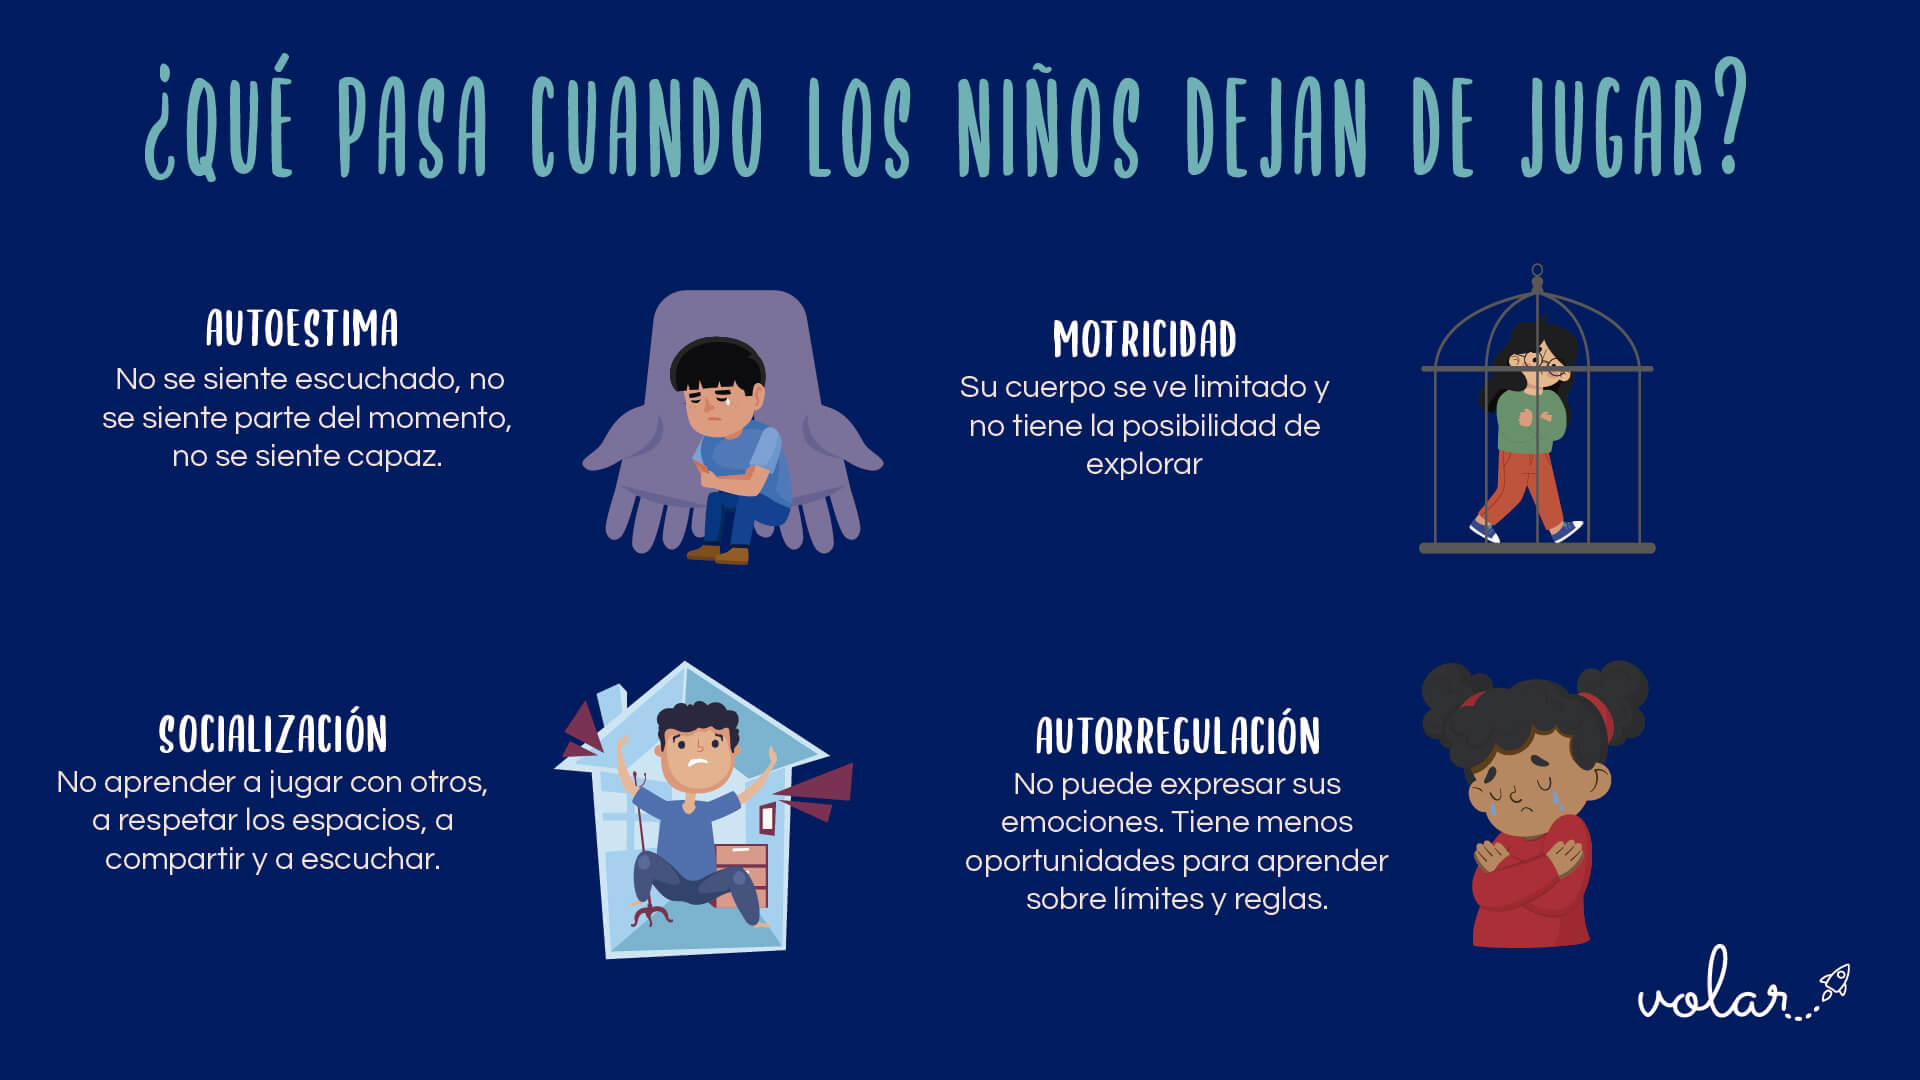 ¿QUÉ PASA CUANDO LOS NIÑOS DEJAN DE JUGAR?
AUTOESTIMA
No se siente escuchado, no
se siente parte del momento,
no se siente capaz.
MOTRICIDAD
Su cuerpo se ve limitado y
no tiene la posibilidad de
explorar
SOCIALIZACIÓN
No aprender a jugar con otros,
a respetar los espacios, a
compartir y a escuchar.
AUTORREGULACIÓN
No puede expresar sus
emociones. Tiene menos
oportunidades para aprender
sobre límites y reglas.
volar